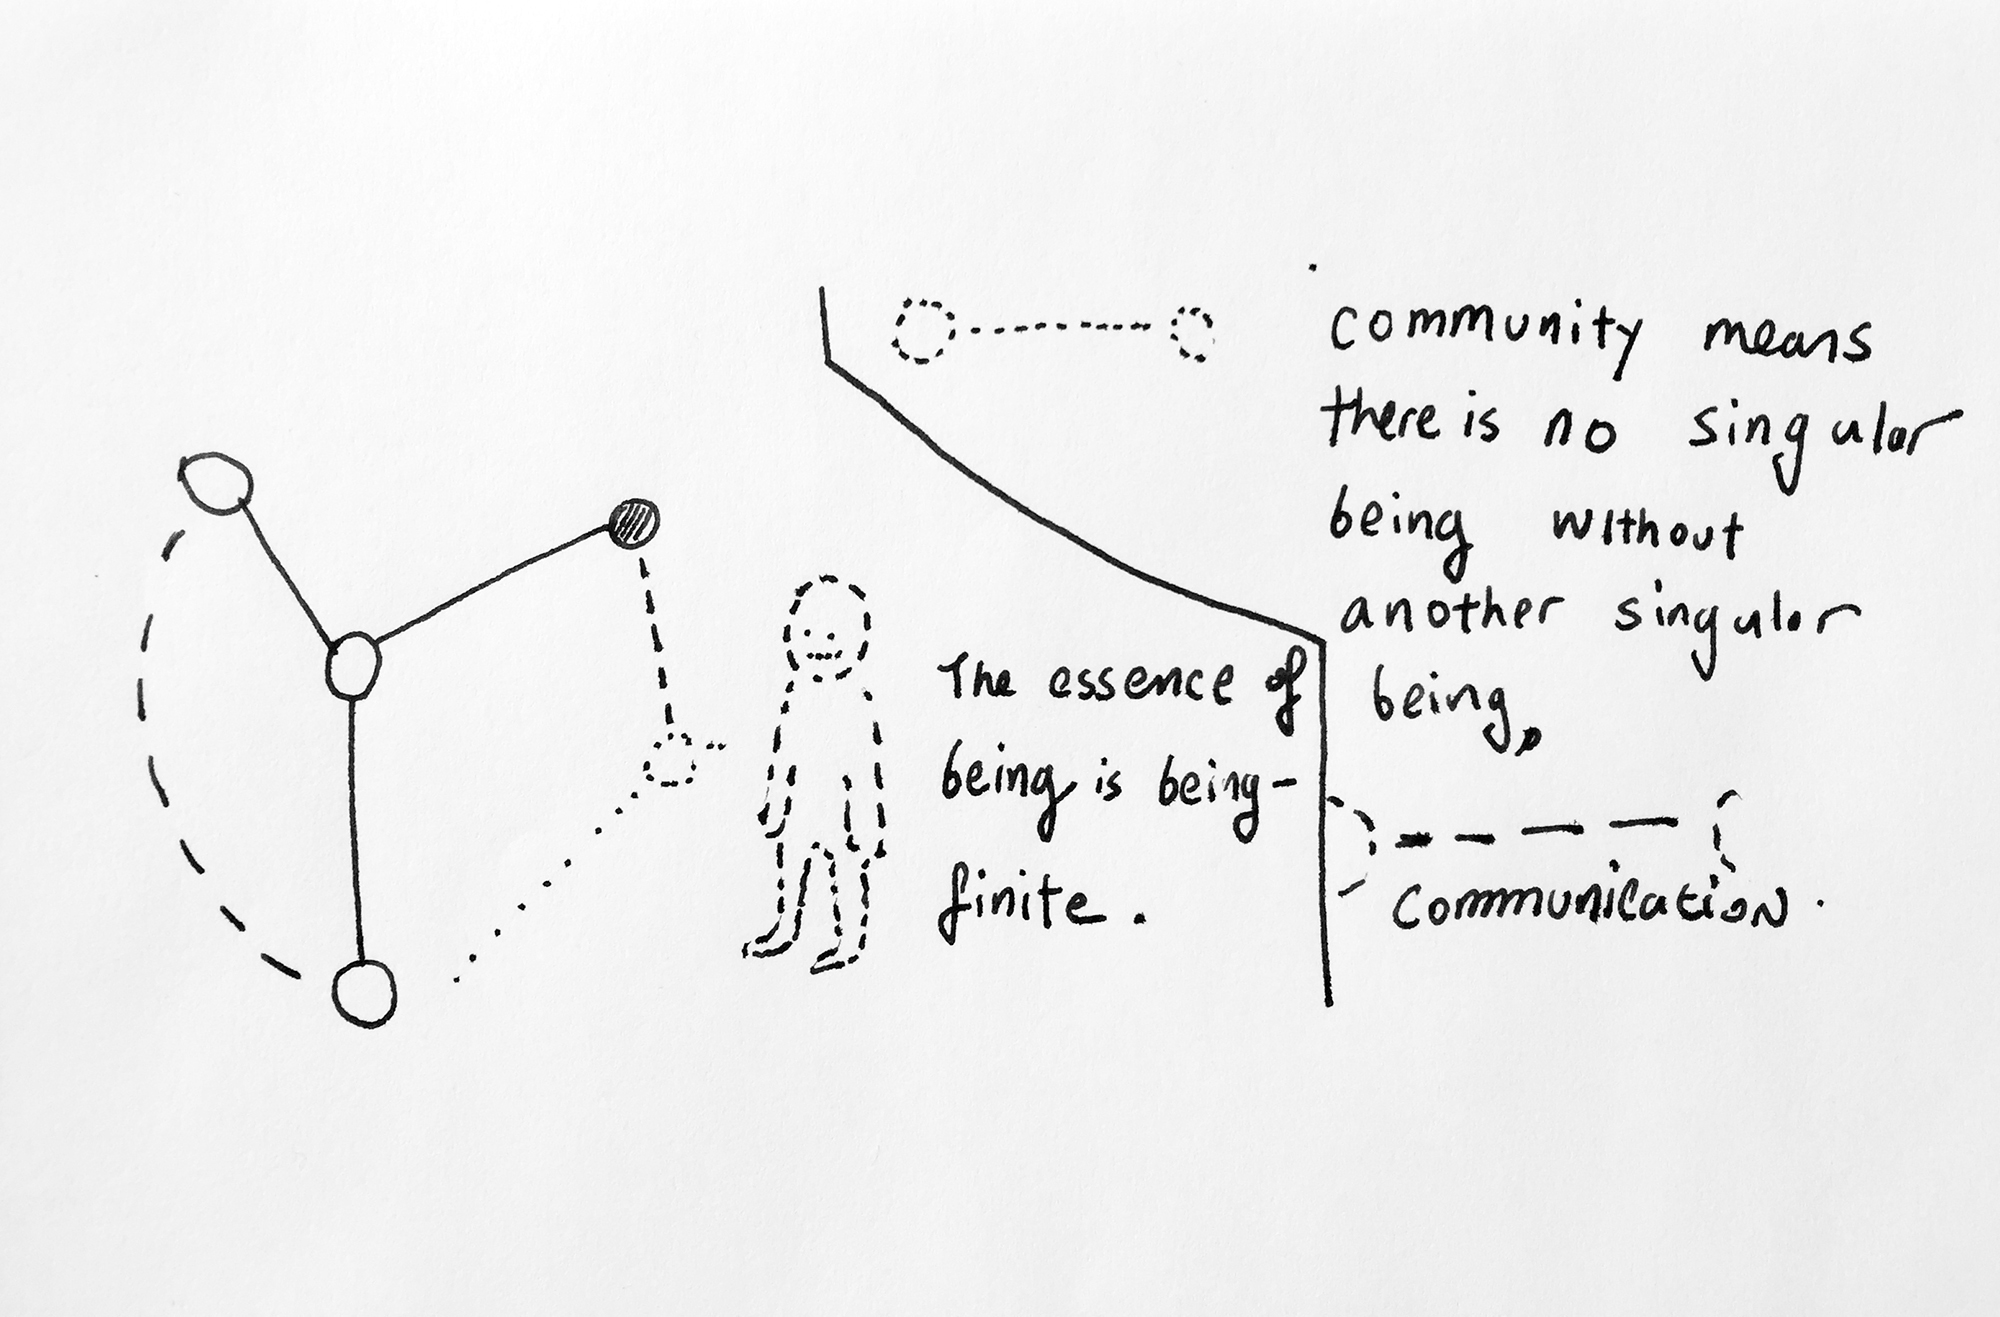 community means
there is no singular
being without
another singular
being,
The essence of
being is being-
finite.
communication.